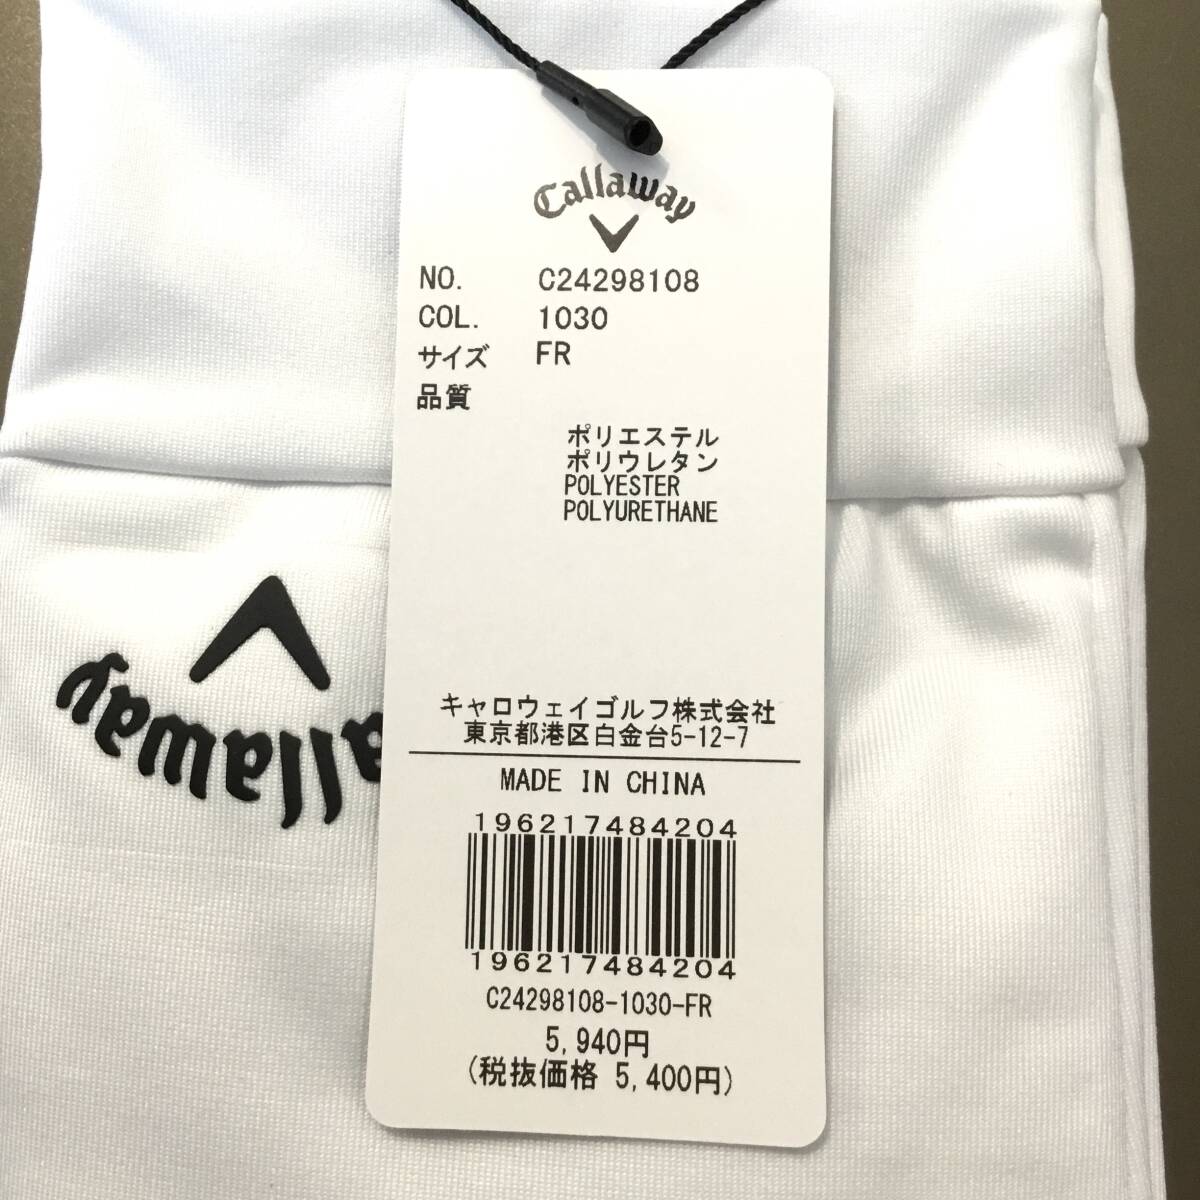 Callaway
NO. C24298108
COL. 1030
サイズ FR
品質
ポリエステル
ポリウレタン
POLYESTER
POLYURETHANE
キャロウェイゴルフ株式会社
東京都港区白金台5-12-7
MADE IN CHINA
196217484204
196217484204
C24298108-1030-FR
5,940円
(税抜価格 5,400円)
allaway